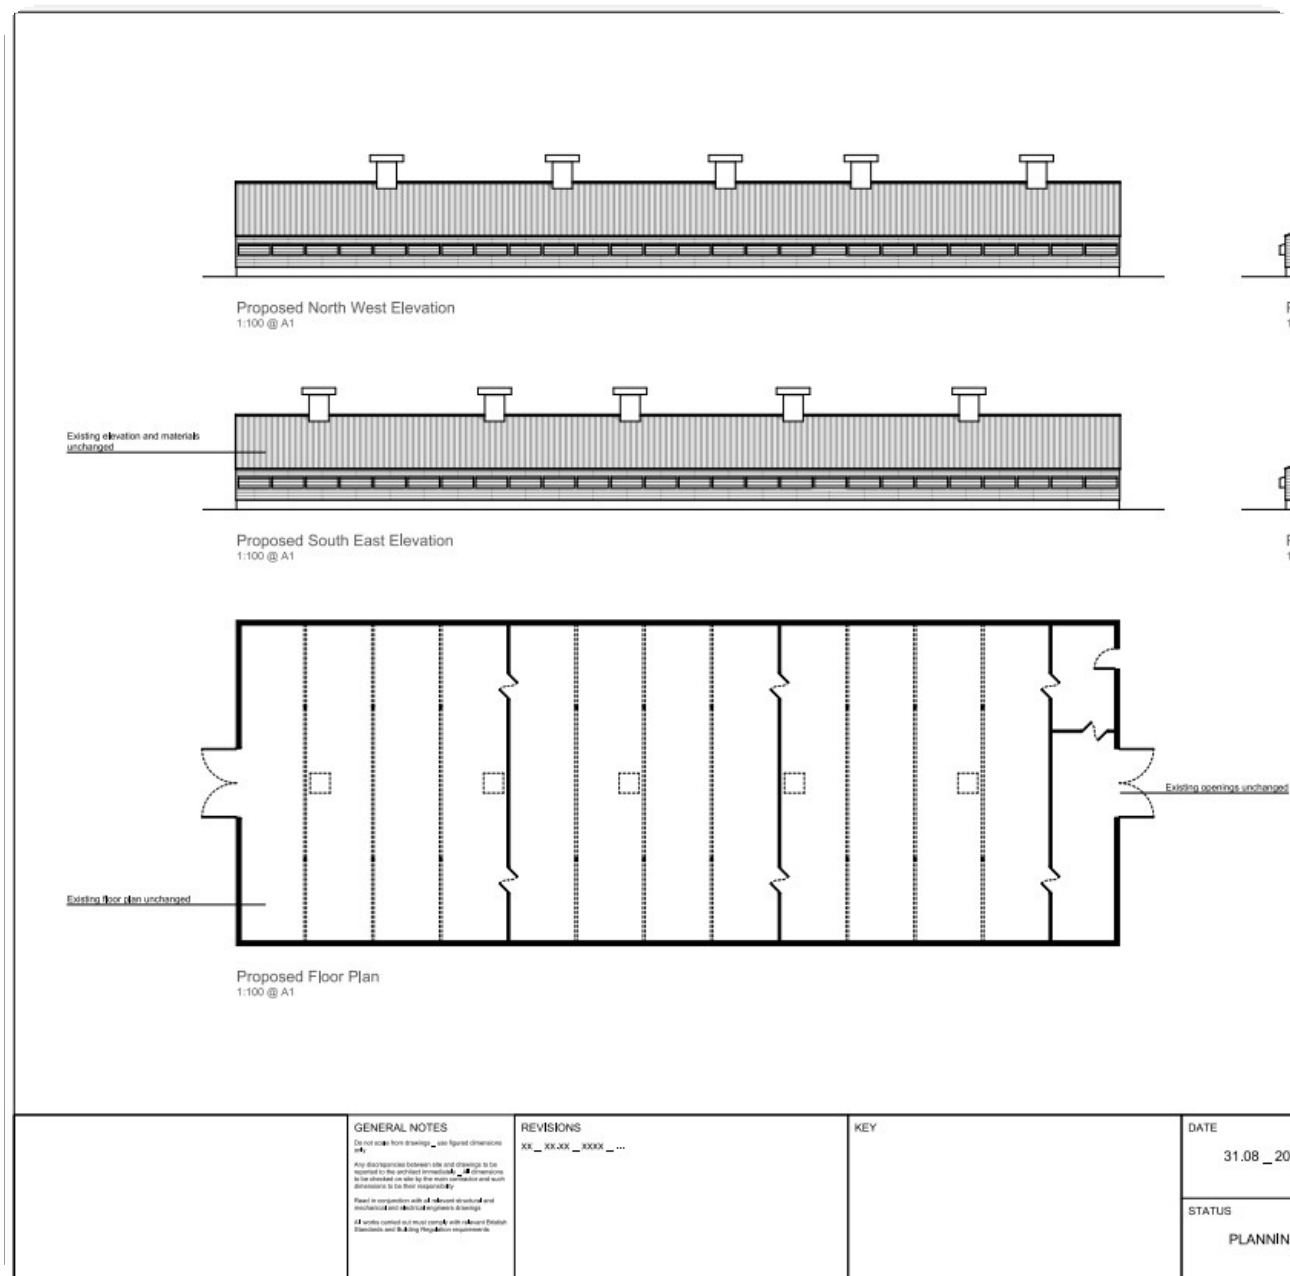 Proposed North West Elevation
1:100 @ A1
Existing elevation and materials
unchanged
Proposed South East Elevation
1:100 @ A1
Existing openings unchanged
Existing floor plan unchanged
Proposed Floor Plan
1:100 @ A1
GENERAL NOTES
Do not scale from drawings _ use figured dimensions
only
Any discrepancies between site and drawings to be
reported to the architect immediately _ All dimensions
to be checked on site by the main contractor and such
dimensions to be their responsibility
Read in conjunction with all relevant structural and
mechanical and electrical engineers drawings
All works carried out must comply with relevant British
Standards and Building Regulation requirements
REVISIONS
xx _ xx.xx _ xxxx _ ...
KEY
DATE
31.08 _ 20
STATUS
PLANNIN